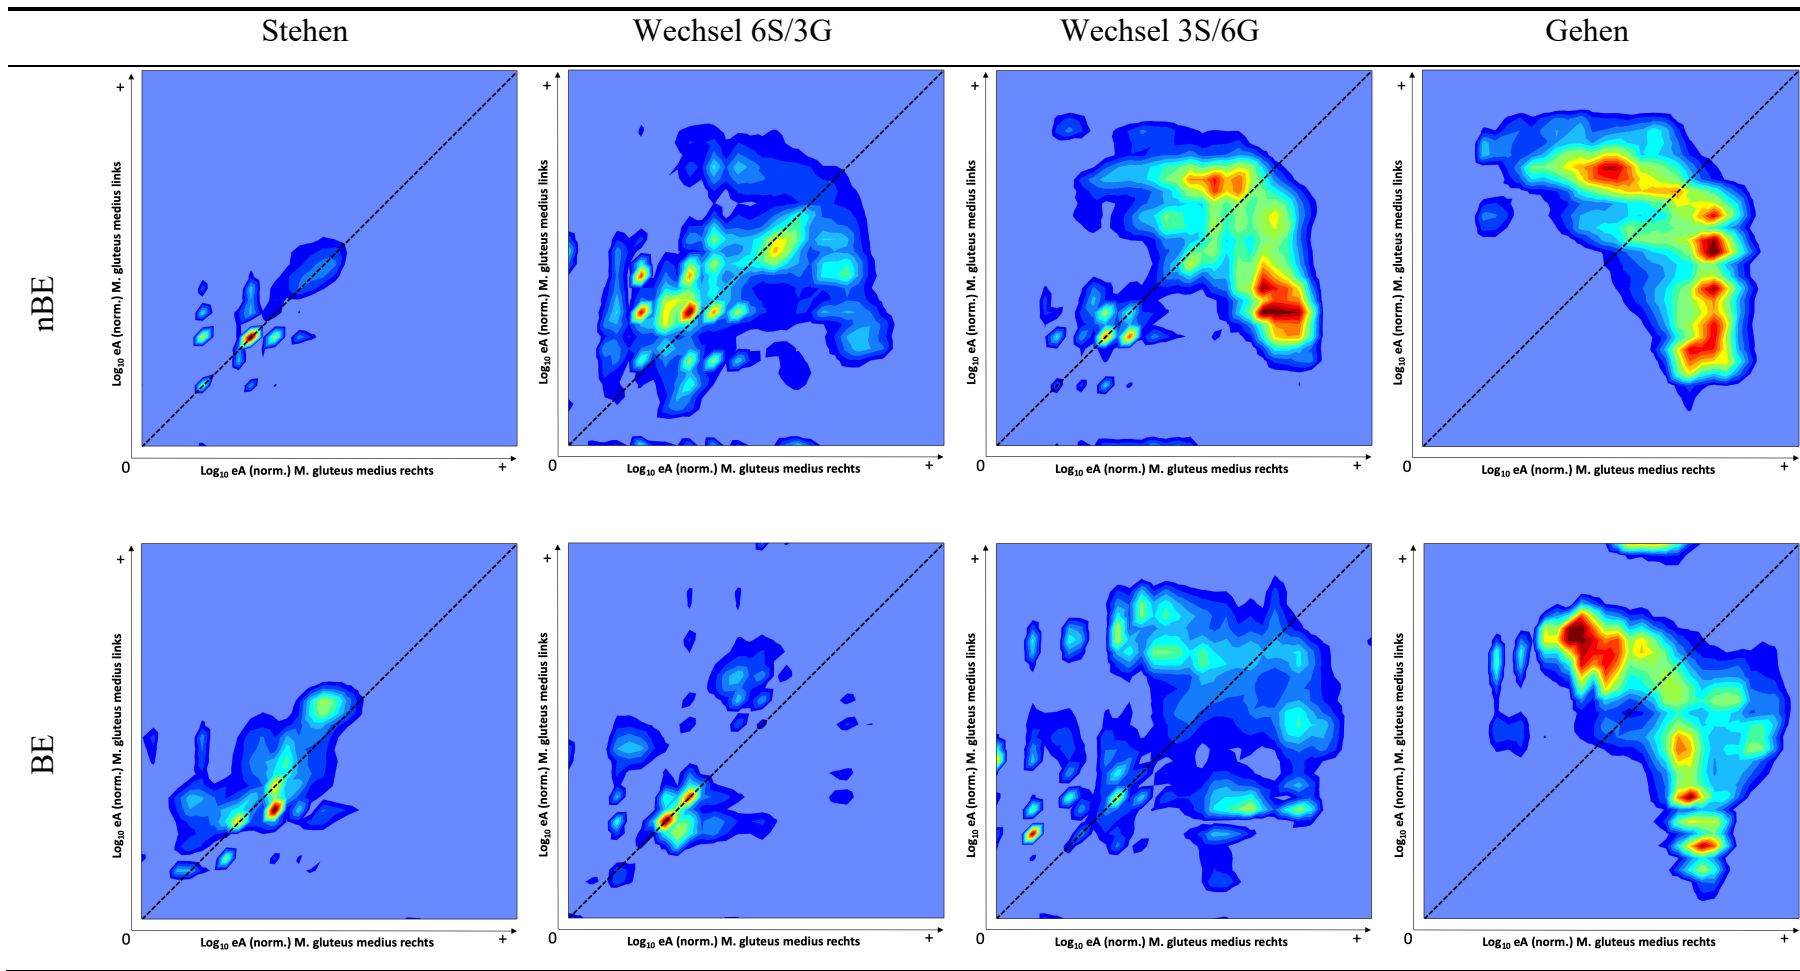 Stehen Wechsel 6S/3G Wechsel 3S/6G Gehen
nBE
+ + + +
Log10 eA (norm.) M. gluteus medius links
Log10 eA (norm.) M. gluteus medius links
Log10 eA (norm.) M. gluteus medius links
Log10 eA (norm.) M. gluteus medius links
0 Log10 eA (norm.) M. gluteus medius rechts +
0 Log10 eA (norm.) M. gluteus medius rechts +
0 Log10 eA (norm.) M. gluteus medius rechts +
0 Log10 eA (norm.) M. gluteus medius rechts +
BE
+ + + +
Log10 eA (norm.) M. gluteus medius links
Log10 eA (norm.) M. gluteus medius links
Log10 eA (norm.) M. gluteus medius links
Log10 eA (norm.) M. gluteus medius links
0 Log10 eA (norm.) M. gluteus medius rechts +
0 Log10 eA (norm.) M. gluteus medius rechts +
0 Log10 eA (norm.) M. gluteus medius rechts +
0 Log10 eA (norm.) M. gluteus medius rechts +